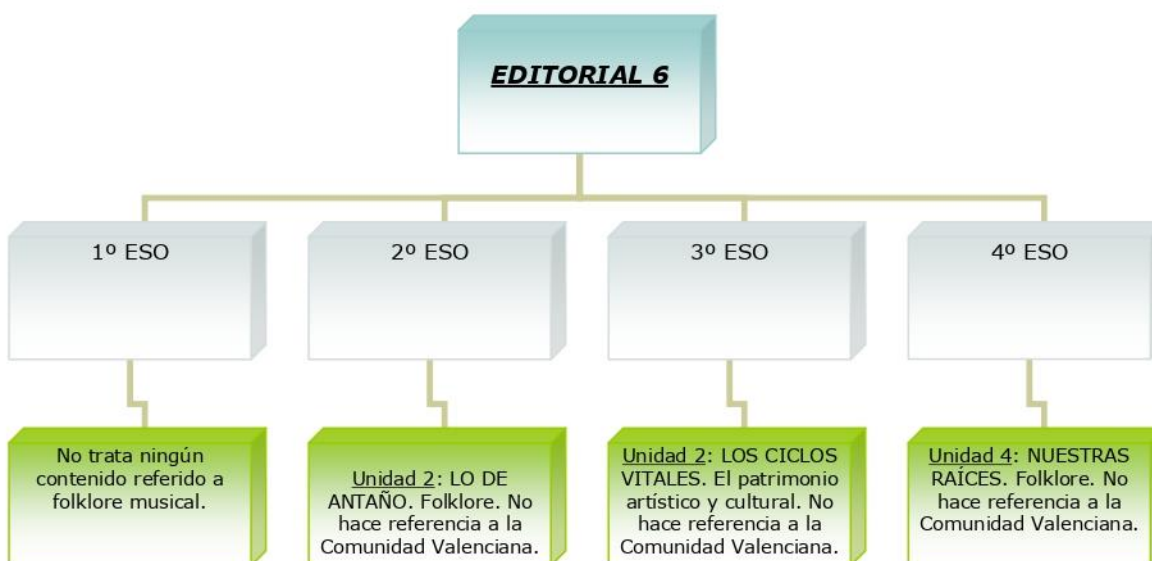 EDITORIAL 6
1º ESO
2º ESO
3º ESO
4º ESO
No trata ningún
contenido referido a
folklore musical.
Unidad 2: LO DE
ANTAÑO. Folklore. No
hace referencia a la
Comunidad Valenciana.
Unidad 2: LOS CICLOS
VITALES. El patrimonio
artístico y cultural. No
hace referencia a la
Comunidad Valenciana.
Unidad 4: NUESTRAS
RAÍCES. Folklore. No
hace referencia a la
Comunidad Valenciana.